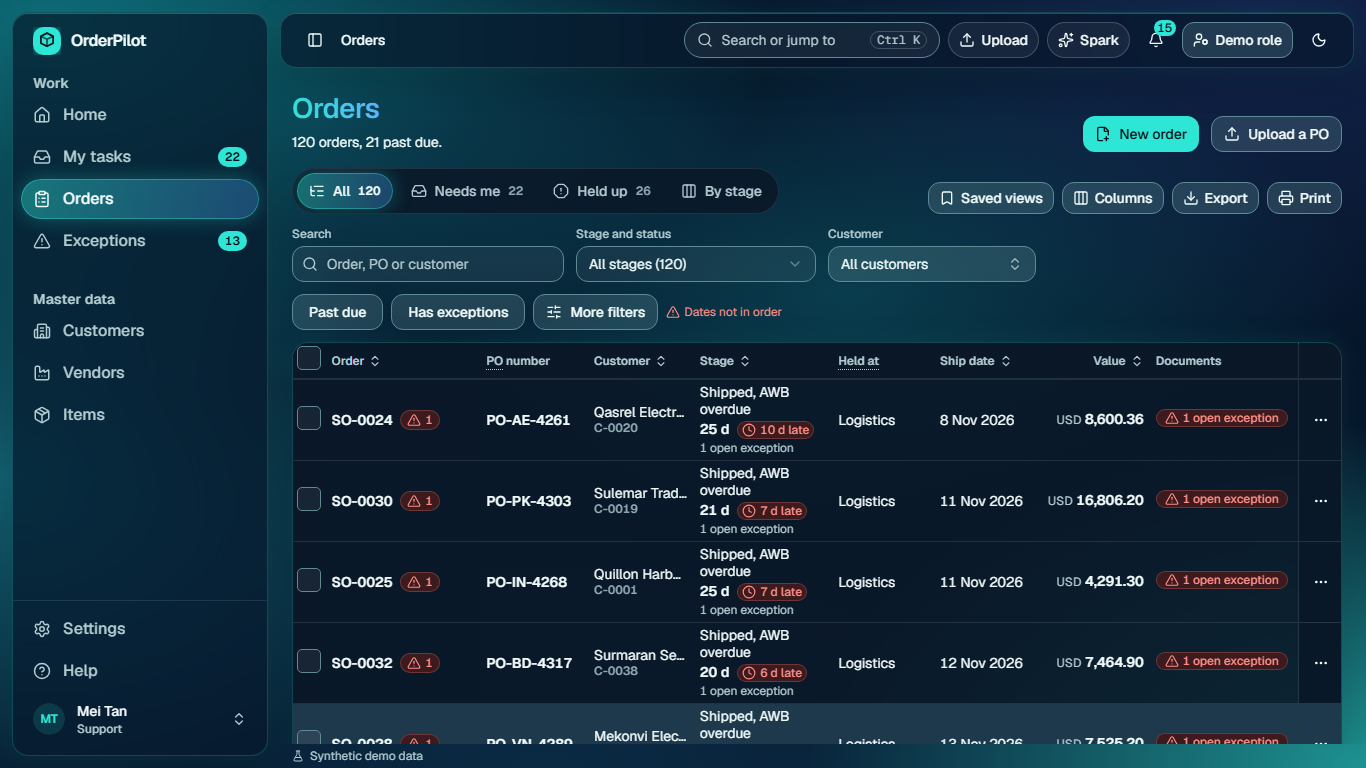 OrderPilot
Work
Home
My tasks 22
Orders
Exceptions 13
Master data
Customers
Vendors
Items
Settings
Help
MT Mei Tan
Support
Orders
Search or jump to Ctrl K
Upload
Spark
15
Demo role
Orders
120 orders, 21 past due.
New order
Upload a PO
All 120
Needs me 22
Held up 26
By stage
Saved views
Columns
Export
Print
Search
Order, PO or customer
Stage and status
All stages (120)
Customer
All customers
Past due
Has exceptions
More filters
Dates not in order
Order PO number Customer Stage Held at Ship date Value Documents
SO-0024 1 PO-AE-4261 Qasrel Electr... C-0020 Shipped, AWB overdue 25 d 10 d late 1 open exception Logistics 8 Nov 2026 USD 8,600.36 1 open exception ...
SO-0030 1 PO-PK-4303 Sulemar Trad... C-0019 Shipped, AWB overdue 21 d 7 d late 1 open exception Logistics 11 Nov 2026 USD 16,806.20 1 open exception ...
SO-0025 1 PO-IN-4268 Quillon Harb... C-0001 Shipped, AWB overdue 25 d 7 d late 1 open exception Logistics 11 Nov 2026 USD 4,291.30 1 open exception ...
SO-0032 1 PO-BD-4317 Surmaran Se... C-0038 Shipped, AWB overdue 20 d 6 d late 1 open exception Logistics 12 Nov 2026 USD 7,464.90 1 open exception ...
1 Mekonvi Elec... Shipped, AWB overdue Logistics 13 Nov 2026 USD 1 open exception
Synthetic demo data